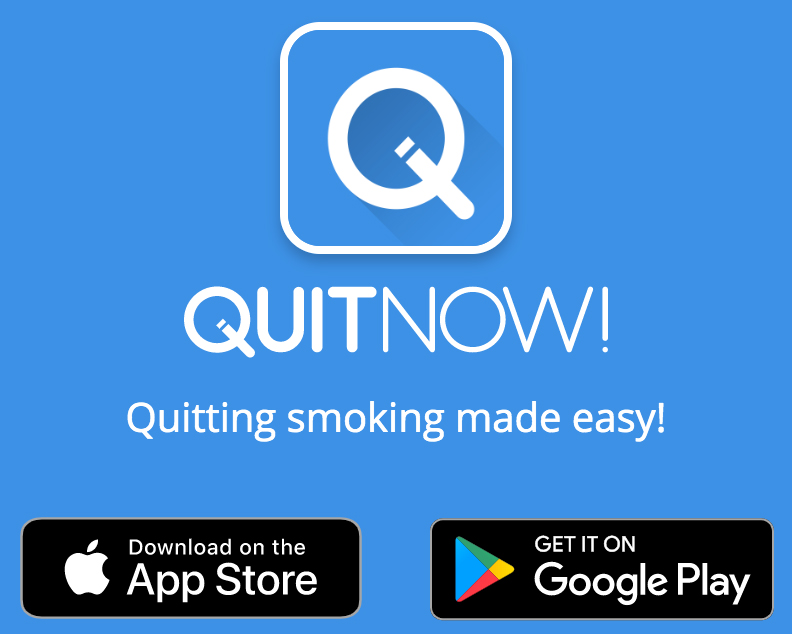 QUITNOW!
Quitting smoking made easy!
Download on the
App Store
GET IT ON
Google Play